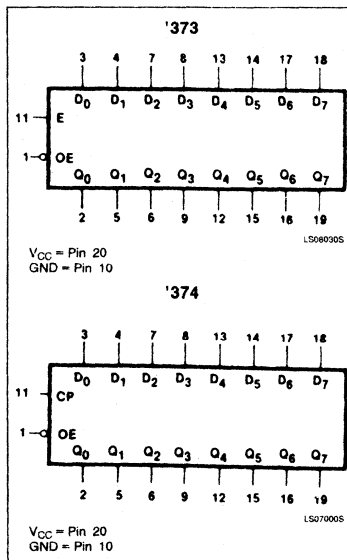 '373
3 4 7 8 13 14 17 18
D0 D1 D2 D3 D4 D5 D6 D7
11 E
1 OE
Q0 Q1 Q2 Q3 Q4 Q5 Q6 Q7
2 5 6 9 12 15 16 19
LS06030S
VCC = Pin 20
GND = Pin 10
'374
3 4 7 8 13 14 17 18
D0 D1 D2 D3 D4 D5 D6 D7
11 CP
1 OE
Q0 Q1 Q2 Q3 Q4 Q5 Q6 Q7
2 5 6 9 12 15 16 19
LS07000S
VCC = Pin 20
GND = Pin 10